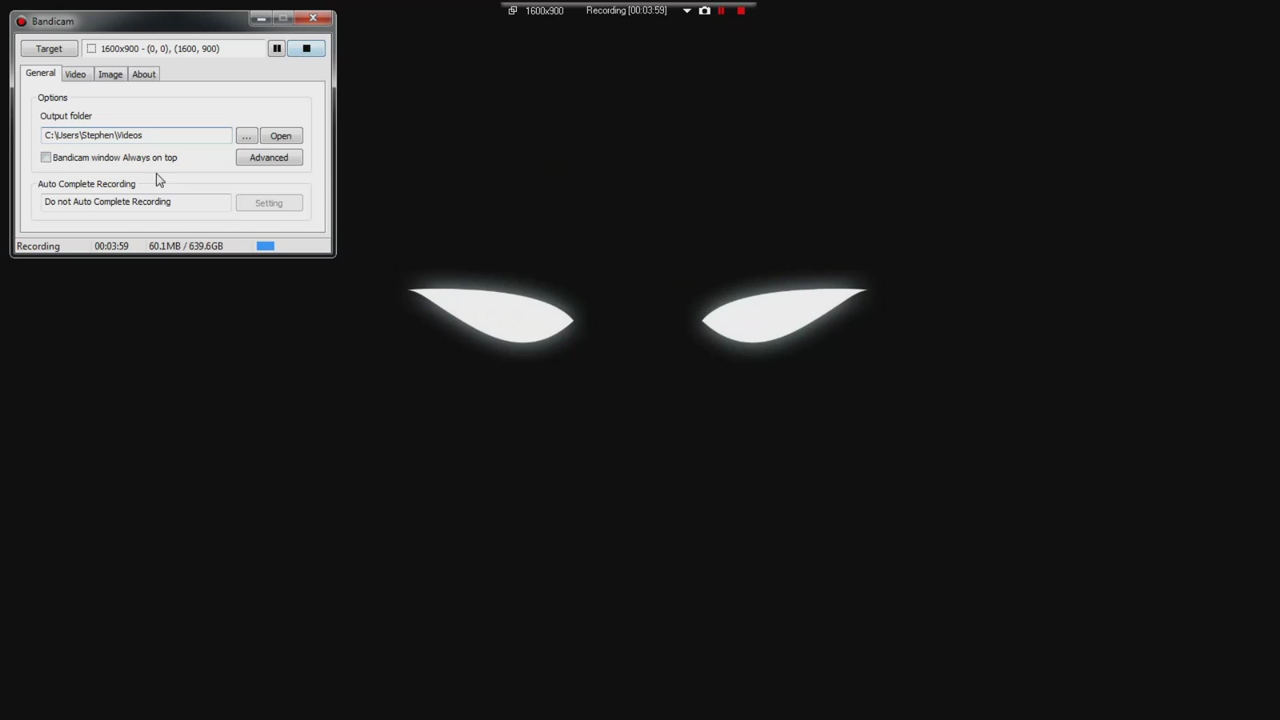 Bandicam
1600x900 Recording [00:03:59]
Target 1600x900 - (0, 0), (1600, 900)
General Video Image About
Options
Output folder
C:\Users\Stephen\Videos ... Open
Bandicam window Always on top Advanced
Auto Complete Recording
Do not Auto Complete Recording Setting
Recording 00:03:59 60.1MB / 639.6GB